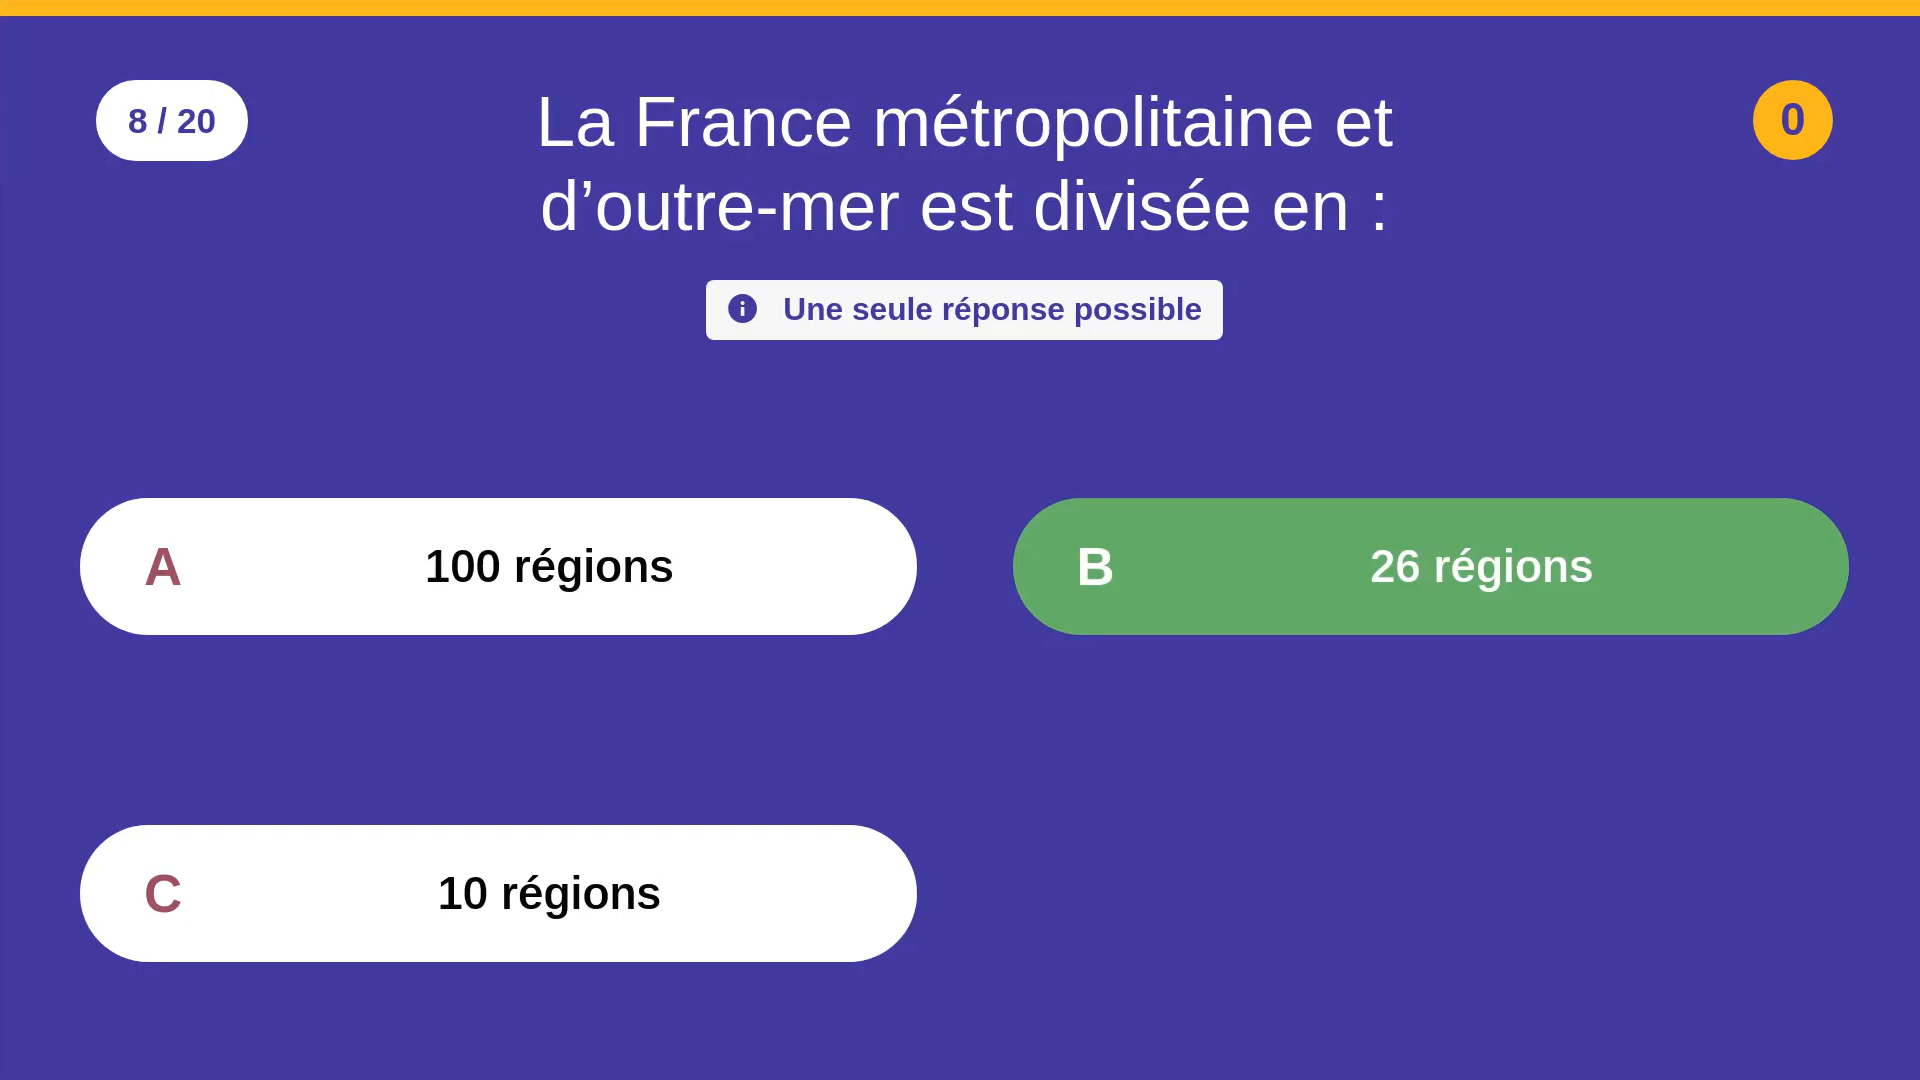 8 / 20
La France métropolitaine et
d’outre-mer est divisée en :
0
Une seule réponse possible
A 100 régions
B 26 régions
C 10 régions